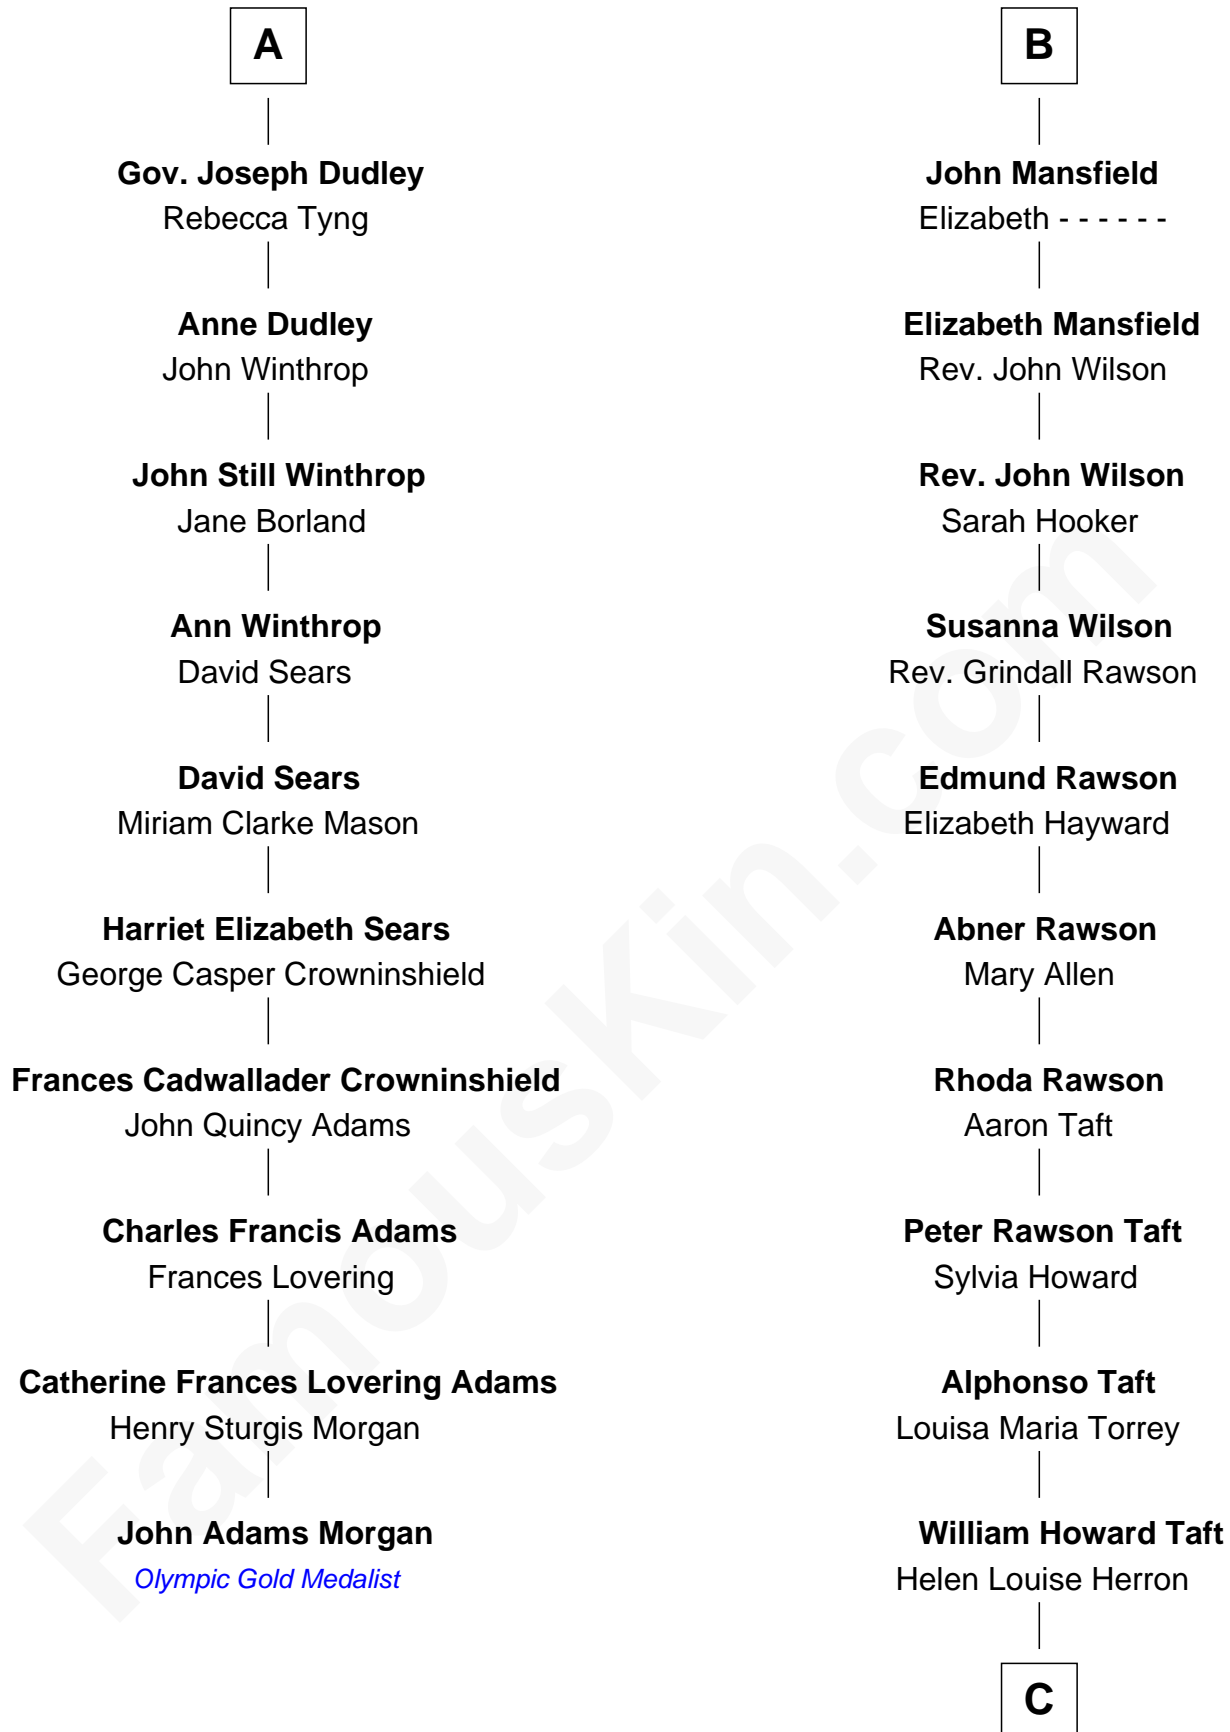 A
Gov. Joseph Dudley
Rebecca Tyng
Anne Dudley
John Winthrop
John Still Winthrop
Jane Borland
Ann Winthrop
David Sears
David Sears
Miriam Clarke Mason
Harriet Elizabeth Sears
George Casper Crowninshield
Frances Cadwallader Crowninshield
John Quincy Adams
Charles Francis Adams
Frances Lovering
Catherine Frances Lovering Adams
Henry Sturgis Morgan
John Adams Morgan
Olympic Gold Medalist
B
John Mansfield
Elizabeth - - - - - -
Elizabeth Mansfield
Rev. John Wilson
Rev. John Wilson
Sarah Hooker
Susanna Wilson
Rev. Grindall Rawson
Edmund Rawson
Elizabeth Hayward
Abner Rawson
Mary Allen
Rhoda Rawson
Aaron Taft
Peter Rawson Taft
Sylvia Howard
Alphonso Taft
Louisa Maria Torrey
William Howard Taft
Helen Louise Herron
C
FamousKin.com